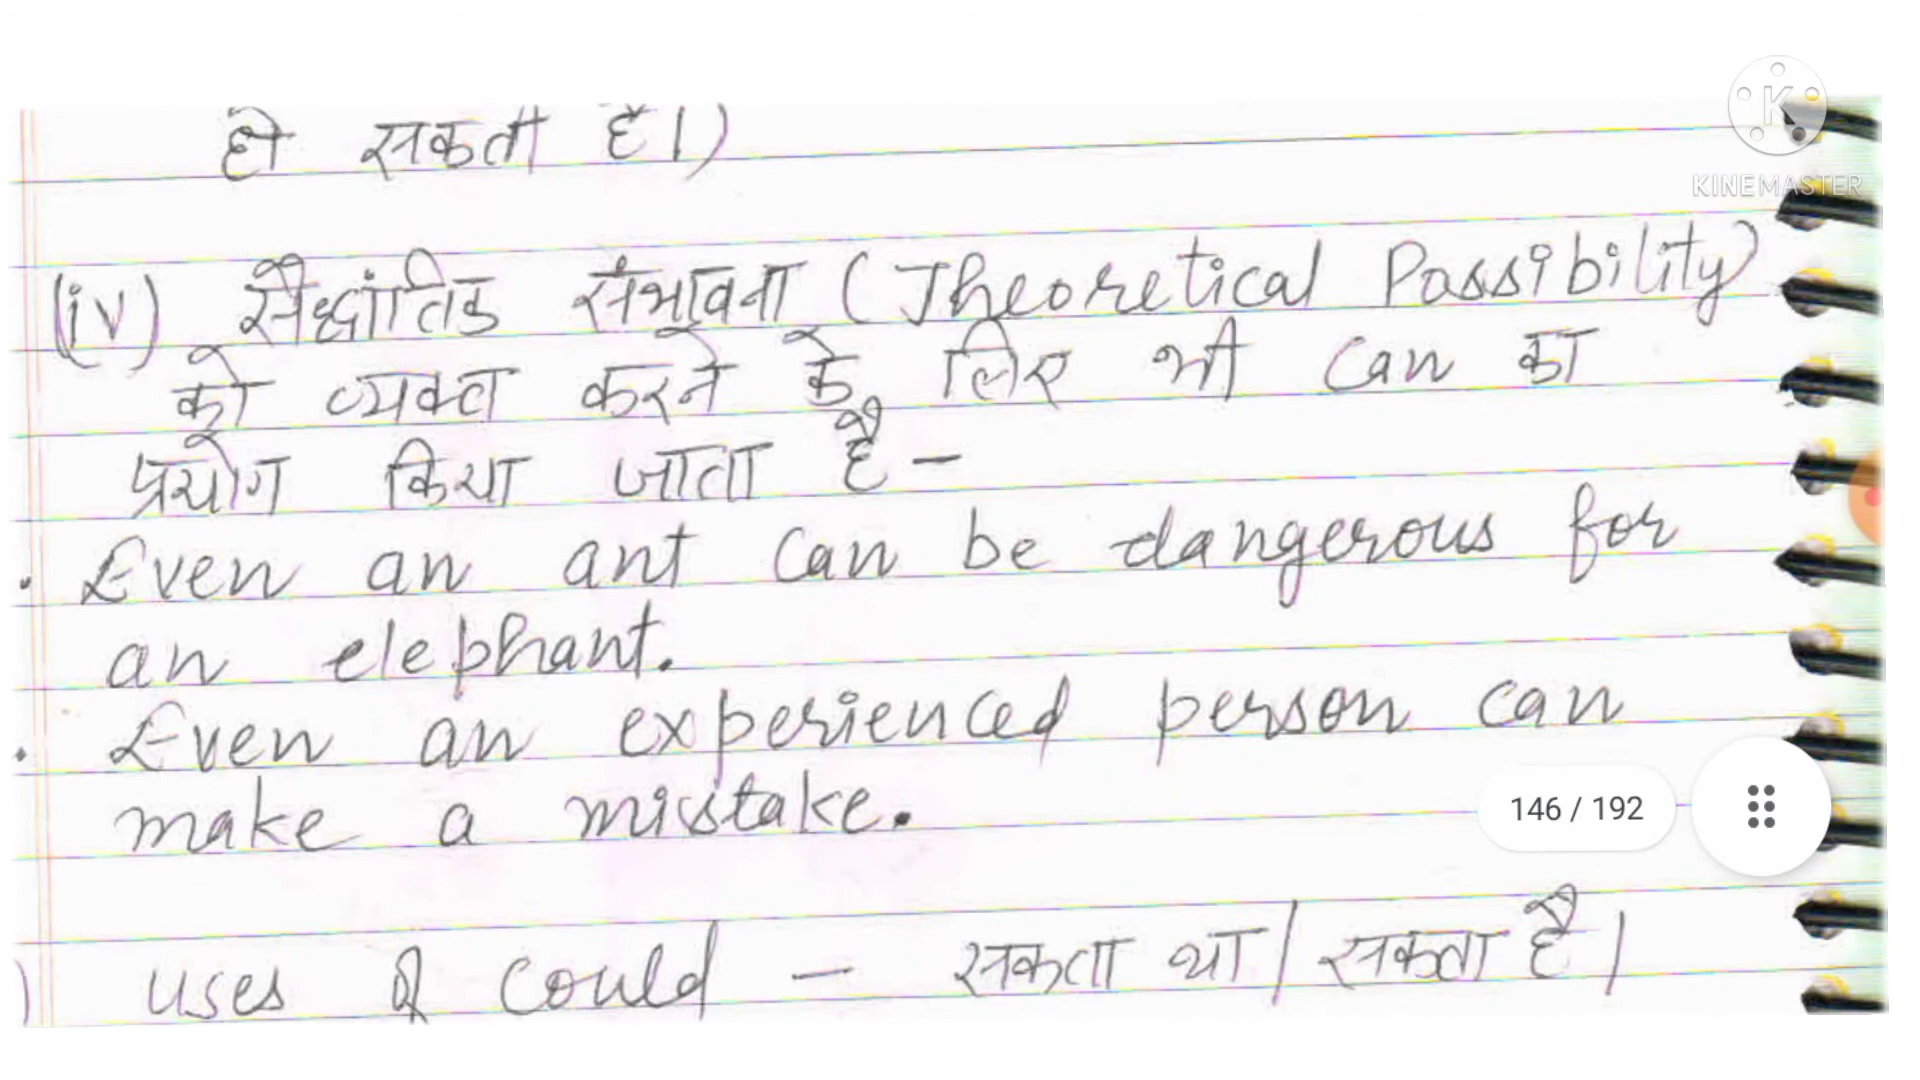 हो सकता है।)
K
KINEMASTER
(iv) सैद्धांतिक संभावना (Theoretical Possibility)
को व्यक्त करने के लिए भी Can का
प्रयोग किया जाता है -
. Even an ant Can be dangerous for
an elephant.
. Even an experienced person can
make a mistake.
146 / 192
) uses of Could - सकता था / सकता है।